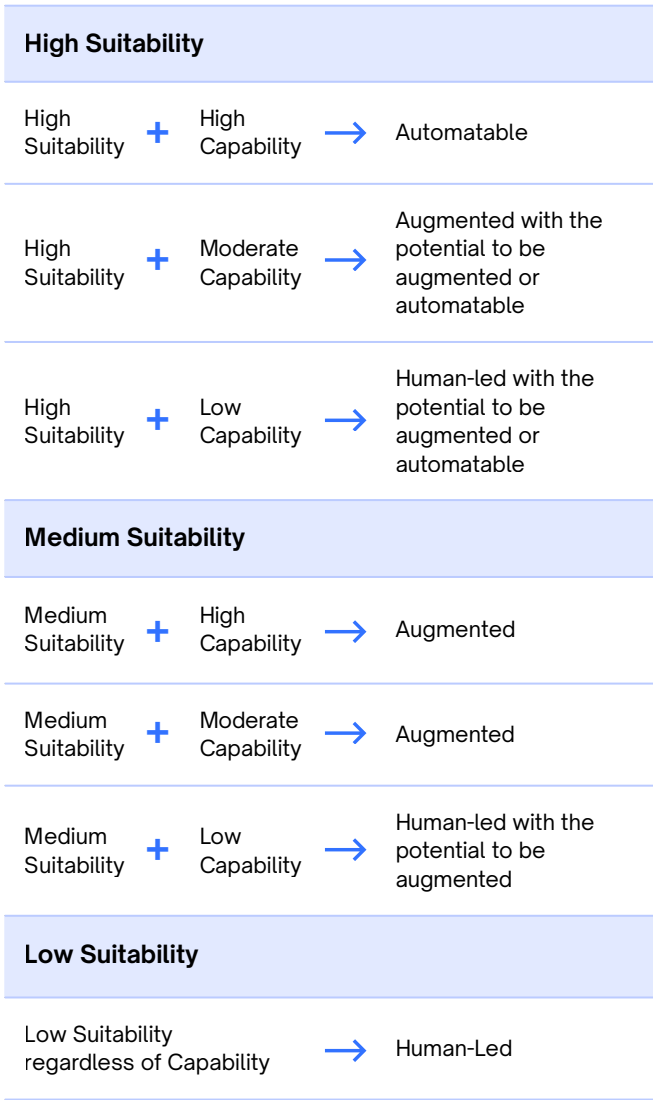 High Suitability
High
Suitability
+
High
Capability
→
Automatable
High
Suitability
+
Moderate
Capability
→
Augmented with the
potential to be
augmented or
automatable
High
Suitability
+
Low
Capability
→
Human-led with the
potential to be
augmented or
automatable
Medium Suitability
Medium
Suitability
+
High
Capability
→
Augmented
Medium
Suitability
+
Moderate
Capability
→
Augmented
Medium
Suitability
+
Low
Capability
→
Human-led with the
potential to be
augmented
Low Suitability
Low Suitability
regardless of Capability
→
Human-Led